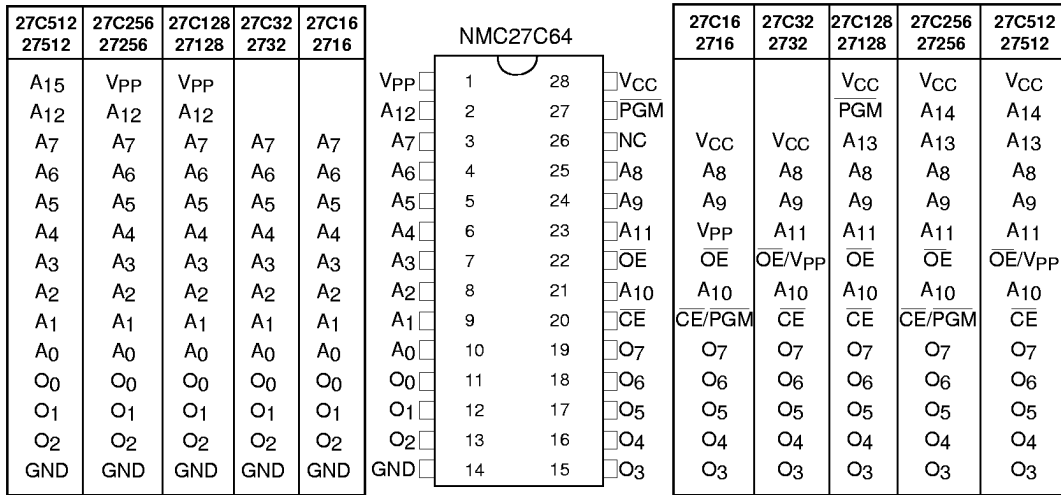 27C512 27C256 27C128 27C32 27C16 NMC27C64 27C16 27C32 27C128 27C256 27C512
27512 27256 27128 2732 2716 2716 2732 27128 27256 27512
A15 VPP VPP VPP 1 28 VCC VCC VCC VCC
A12 A12 A12 A12 2 27 PGM PGM A14 A14
A7 A7 A7 A7 A7 A7 3 26 NC VCC VCC A13 A13 A13
A6 A6 A6 A6 A6 A6 4 25 A8 A8 A8 A8 A8 A8
A5 A5 A5 A5 A5 A5 5 24 A9 A9 A9 A9 A9 A9
A4 A4 A4 A4 A4 A4 6 23 A11 VPP A11 A11 A11 A11
A3 A3 A3 A3 A3 A3 7 22 OE OE OE/VPP OE OE OE/VPP
A2 A2 A2 A2 A2 A2 8 21 A10 A10 A10 A10 A10 A10
A1 A1 A1 A1 A1 A1 9 20 CE CE/PGM CE CE CE/PGM CE
A0 A0 A0 A0 A0 A0 10 19 O7 O7 O7 O7 O7 O7
O0 O0 O0 O0 O0 O0 11 18 O6 O6 O6 O6 O6 O6
O1 O1 O1 O1 O1 O1 12 17 O5 O5 O5 O5 O5 O5
O2 O2 O2 O2 O2 O2 13 16 O4 O4 O4 O4 O4 O4
GND GND GND GND GND GND 14 15 O3 O3 O3 O3 O3 O3